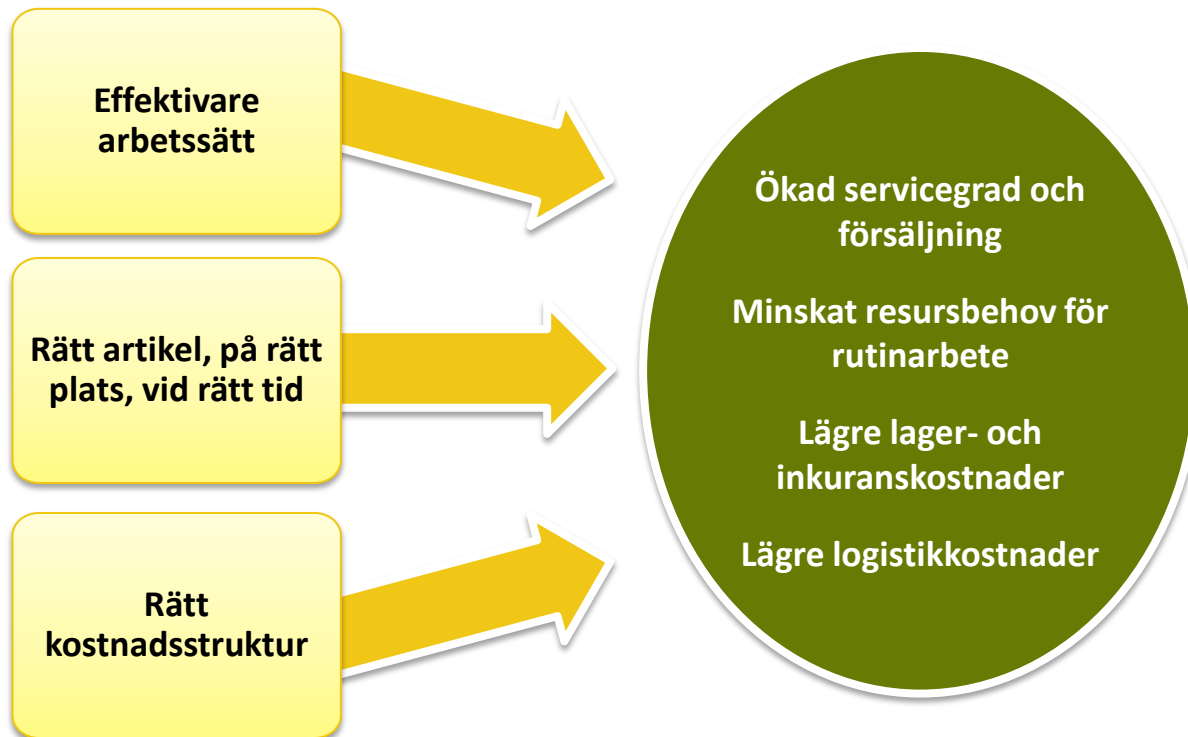 Effektivare
arbetssätt
Rätt artikel, på rätt
plats, vid rätt tid
Rätt
kostnadsstruktur
Ökad servicegrad och
försäljning
Minskat resursbehov för
rutinarbete
Lägre lager- och
inkuranskostnader
Lägre logistikkostnader